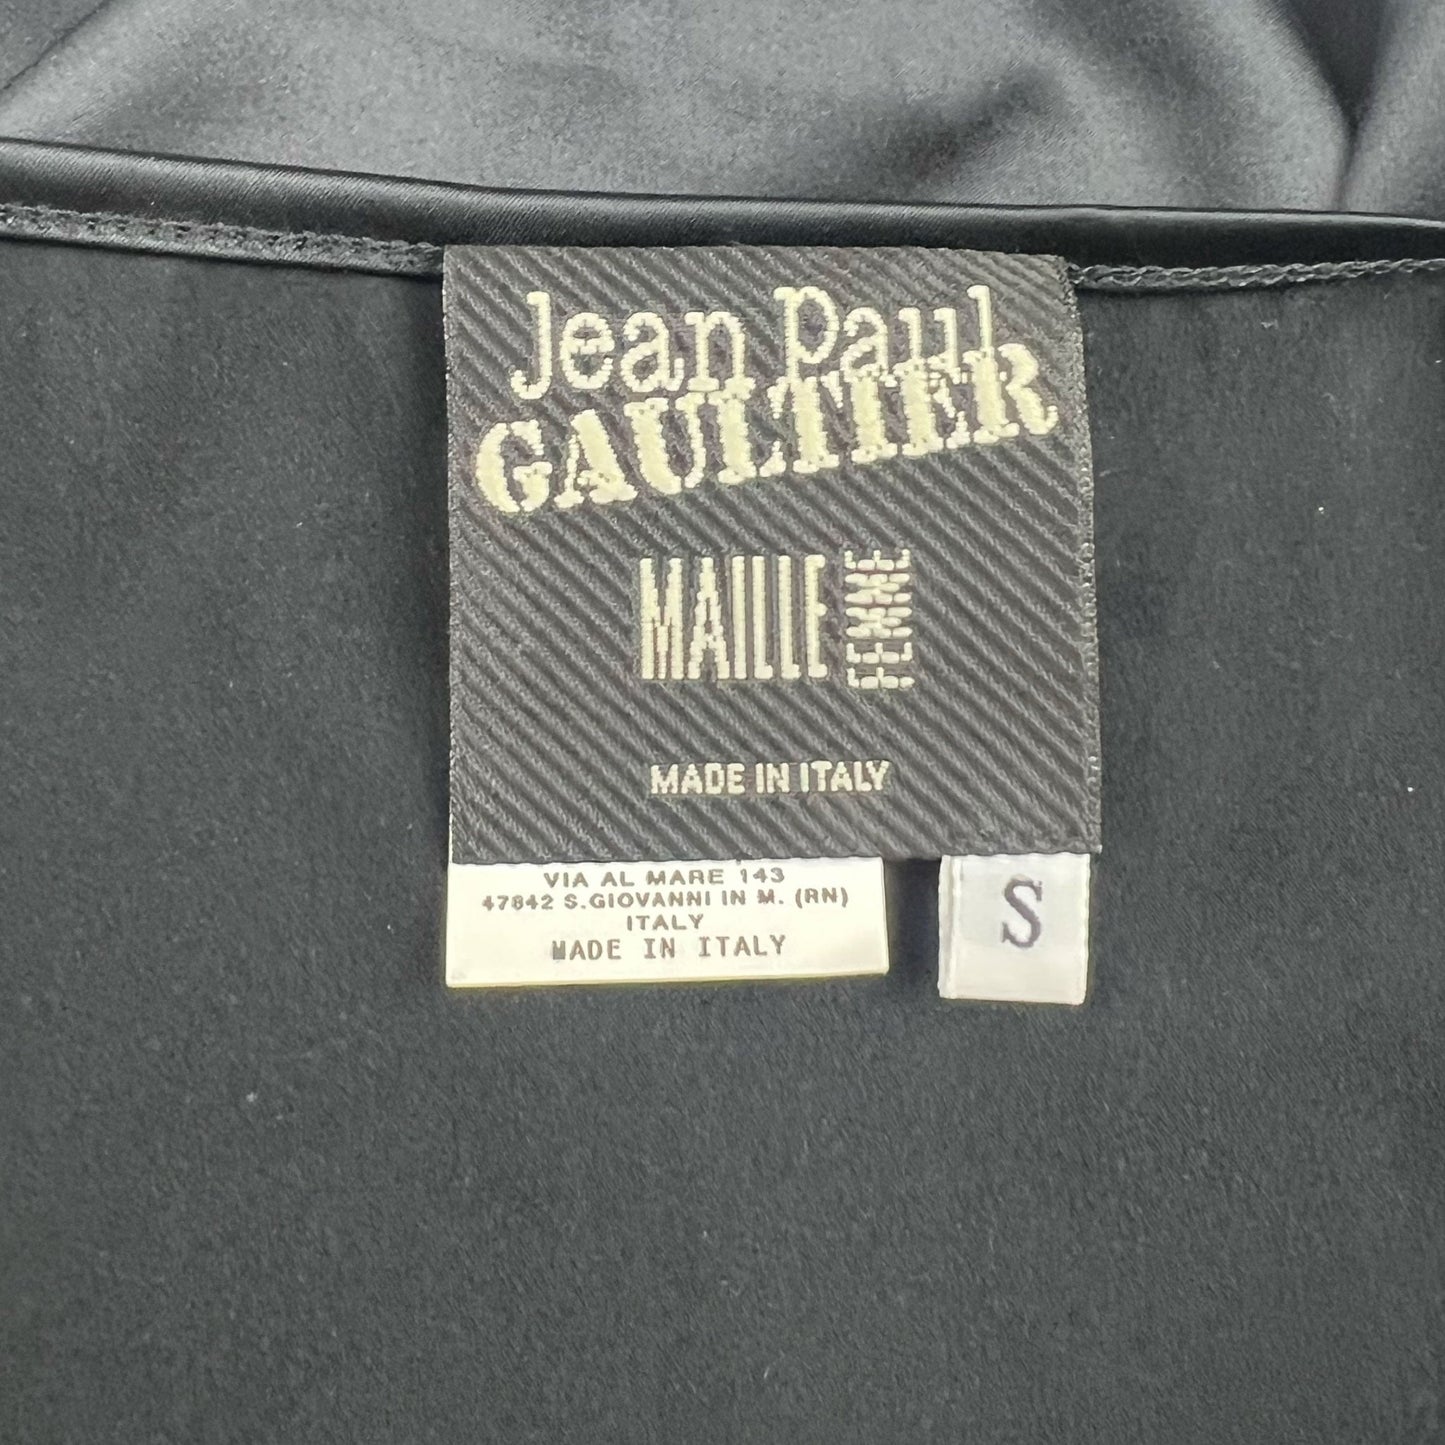 Jean Paul
GAULTIER
MAILLE FEMME
MADE IN ITALY
VIA AL MARE 143
47842 S.GIOVANNI IN M. (RN)
ITALY
MADE IN ITALY
S